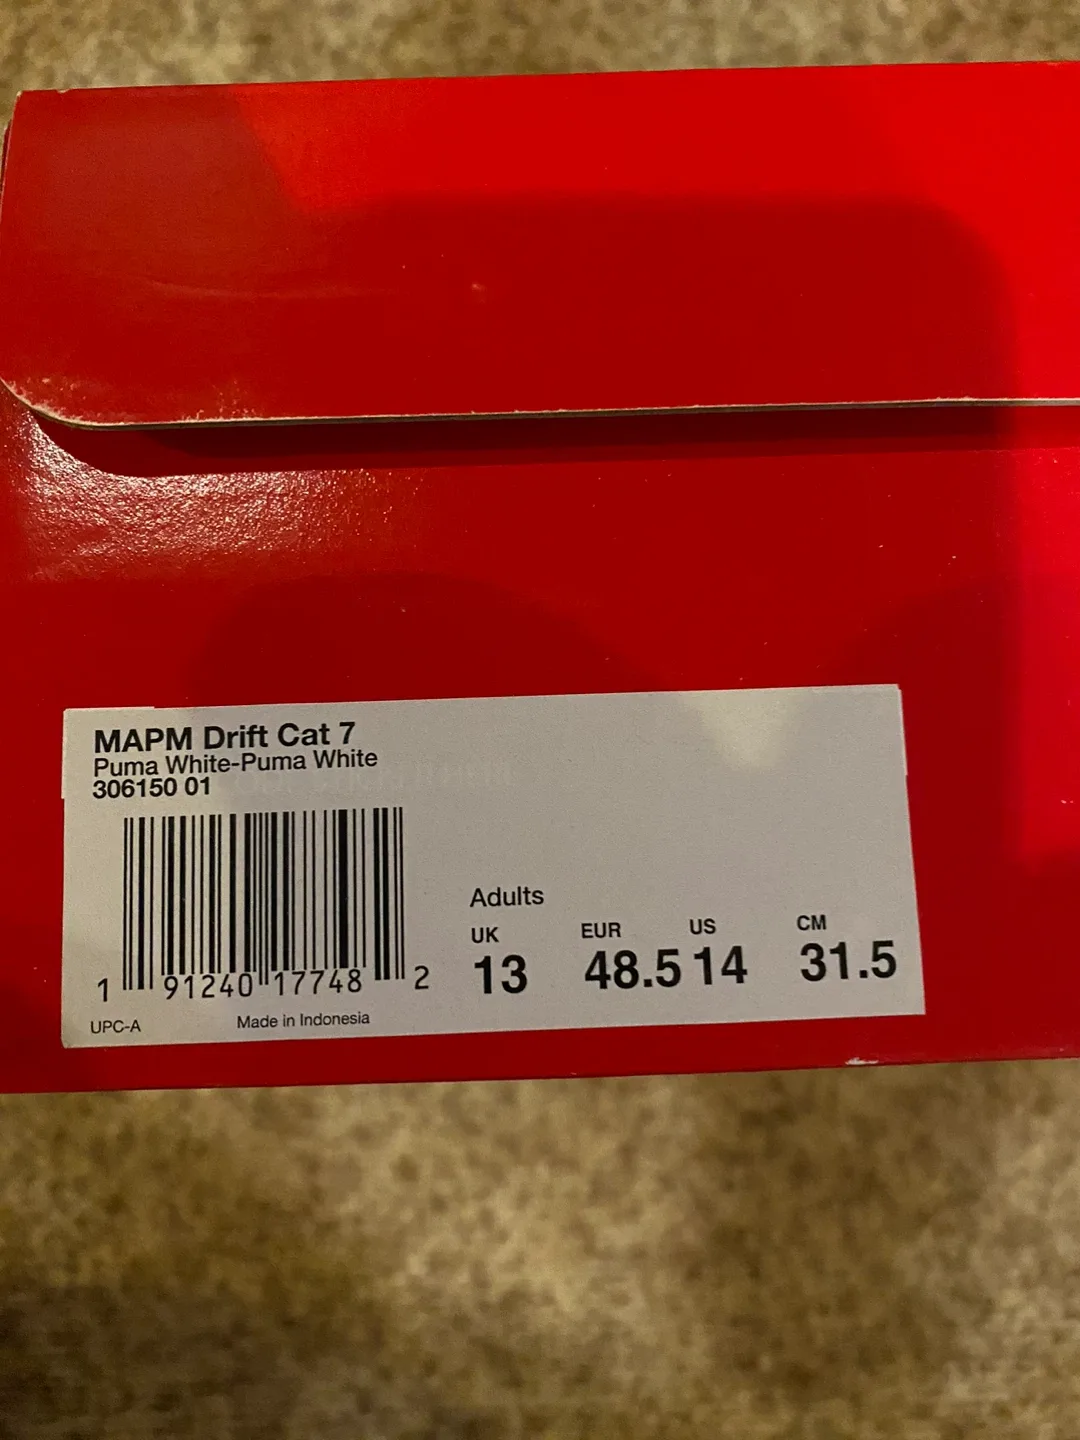 MAPM Drift Cat 7
Puma White-Puma White
306150 01
1 91240 17748 2
UPC-A
Made in Indonesia
Adults
UK EUR US CM
13 48.5 14 31.5